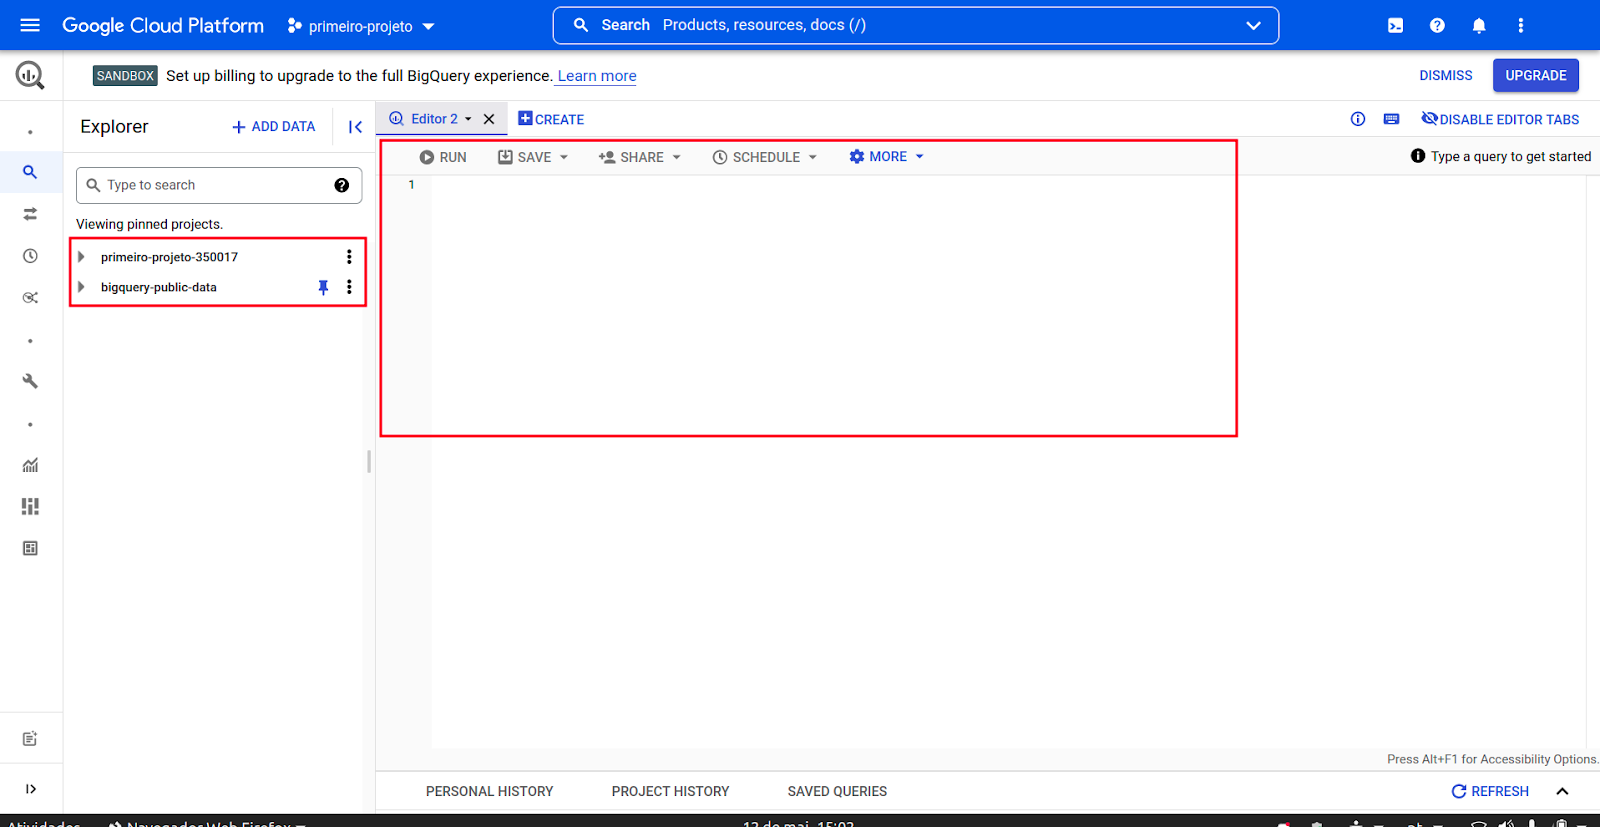 Google Cloud Platform primeiro-projeto Search Products, resources, docs (/)
SANDBOX Set up billing to upgrade to the full BigQuery experience. Learn more DISMISS UPGRADE
Explorer + ADD DATA
Editor 2 CREATE DISABLE EDITOR TABS
RUN SAVE SHARE SCHEDULE MORE Type a query to get started
1
Type to search
Viewing pinned projects.
primeiro-projeto-350017
bigquery-public-data
Press Alt+F1 for Accessibility Options.
PERSONAL HISTORY PROJECT HISTORY SAVED QUERIES REFRESH
Atividades Navegador Web Firefox 13 de mai 15:02 pt